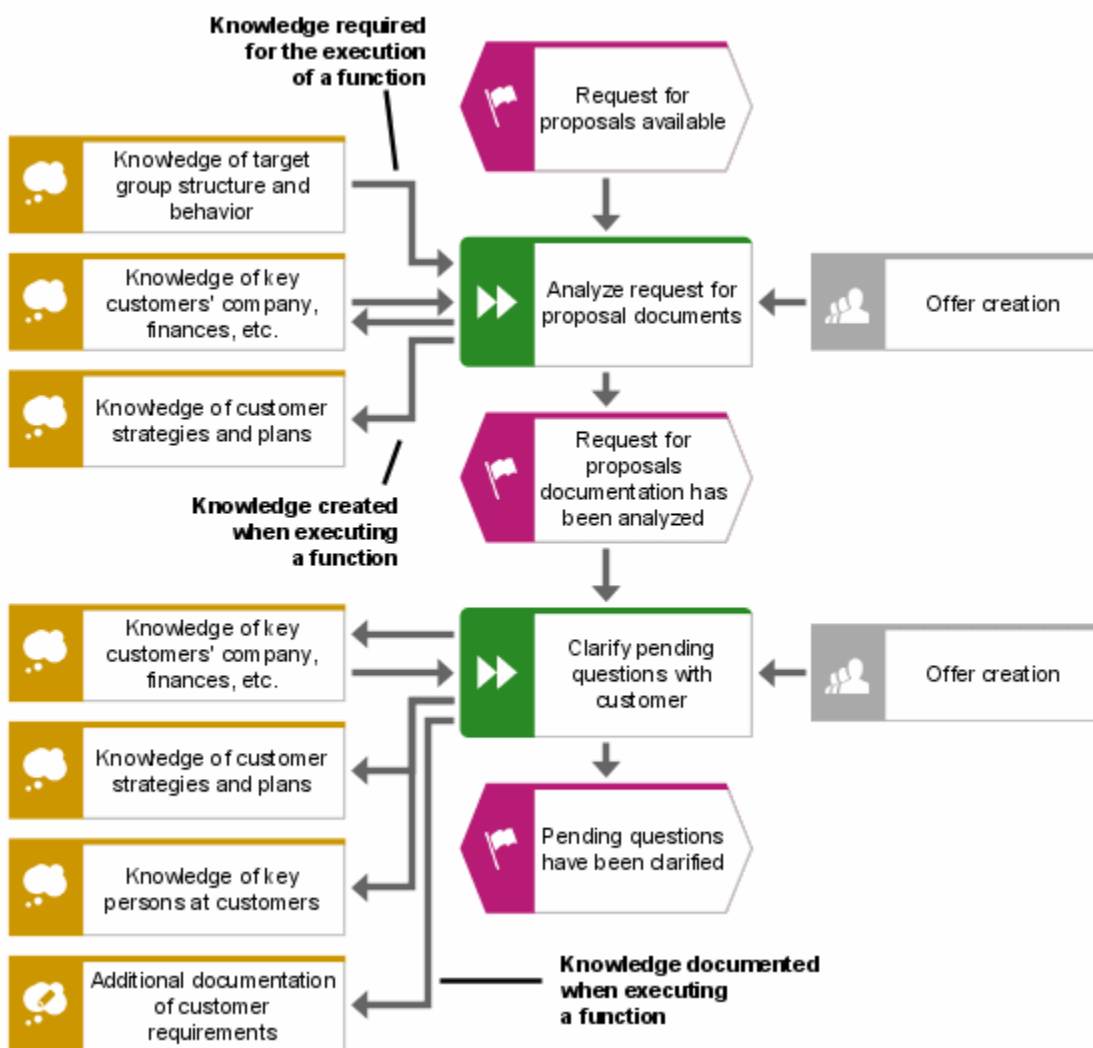 Knowledge required
for the execution
of a function
Request for
proposals available
Knowledge of target
group structure and
behavior
Knowledge of key
customers' company,
finances, etc.
Analyze request for
proposal documents
Offer creation
Knowledge of customer
strategies and plans
Request for
proposals
documentation has
been analyzed
Knowledge created
when executing
a function
Knowledge of key
customers' company,
finances, etc.
Clarify pending
questions with
customer
Offer creation
Knowledge of customer
strategies and plans
Pending questions
have been clarified
Knowledge of key
persons at customers
Knowledge documented
when executing
a function
Additional documentation
of customer
requirements